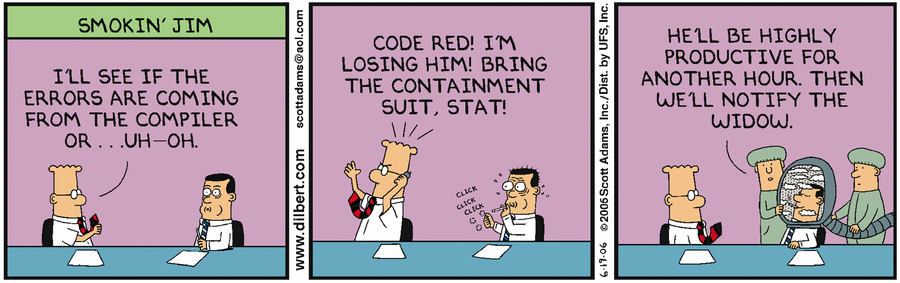 SMOKIN' JIM
I'LL SEE IF THE
ERRORS ARE COMING
FROM THE COMPILER
OR . . .UH—OH.
www.dilbert.com
scottadams@aol.com
CODE RED! I'M
LOSING HIM! BRING
THE CONTAINMENT
SUIT, STAT!
CLICK
CLICK
CLICK
6-19-06 ©2006 Scott Adams, Inc./Dist. by UFS, Inc.
HE'LL BE HIGHLY
PRODUCTIVE FOR
ANOTHER HOUR. THEN
WE'LL NOTIFY THE
WIDOW.